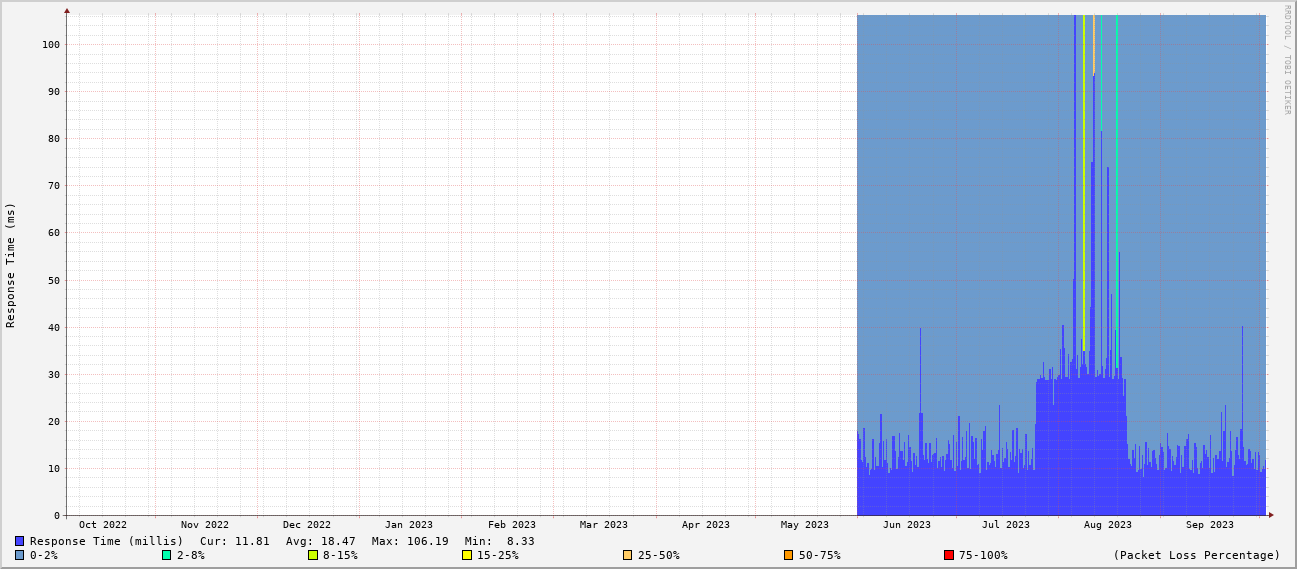 RRDTOOL / TOBI OETIKER
Response Time (ms)
100
90
80
70
60
50
40
30
20
10
0
Oct 2022 Nov 2022 Dec 2022 Jan 2023 Feb 2023 Mar 2023 Apr 2023 May 2023 Jun 2023 Jul 2023 Aug 2023 Sep 2023
Response Time (millis) Cur: 11.81 Avg: 18.47 Max: 106.19 Min: 8.33
0-2% 2-8% 8-15% 15-25% 25-50% 50-75% 75-100% (Packet Loss Percentage)